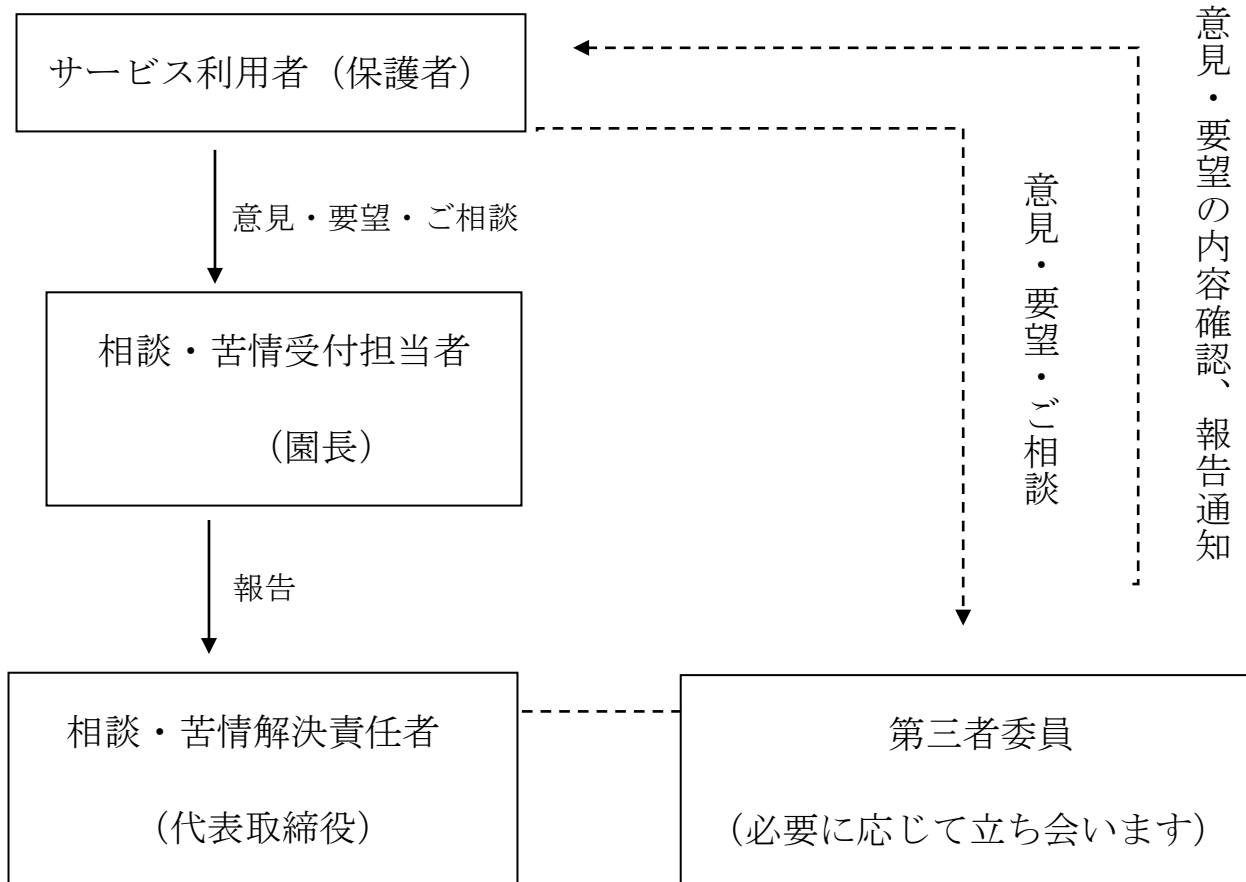 サービス利用者（保護者）
意見・要望・ご相談
相談・苦情受付担当者
（園長）
報告
相談・苦情解決責任者
（代表取締役）
第三者委員
（必要に応じて立ち会います）
意見・要望・ご相談
意見・要望の内容確認、報告通知